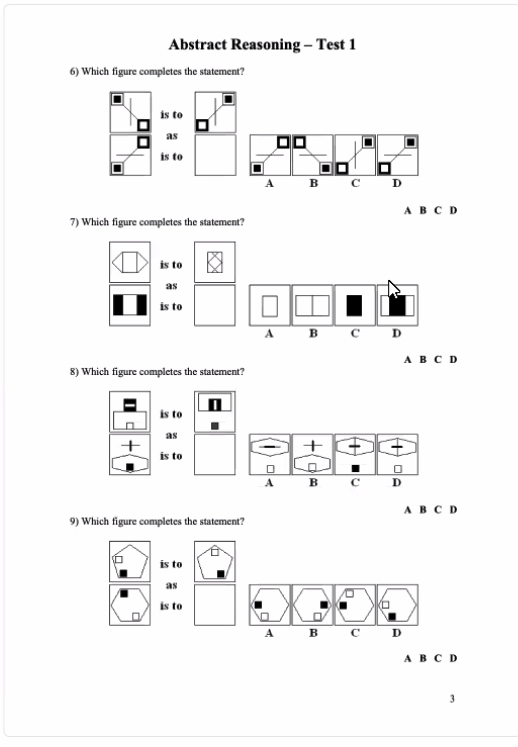 Abstract Reasoning – Test 1
6) Which figure completes the statement?
is to
as
is to
A B C D
A B C D
7) Which figure completes the statement?
is to
as
is to
A B C D
A B C D
8) Which figure completes the statement?
is to
as
is to
A B C D
A B C D
9) Which figure completes the statement?
is to
as
is to
A B C D
A B C D
3